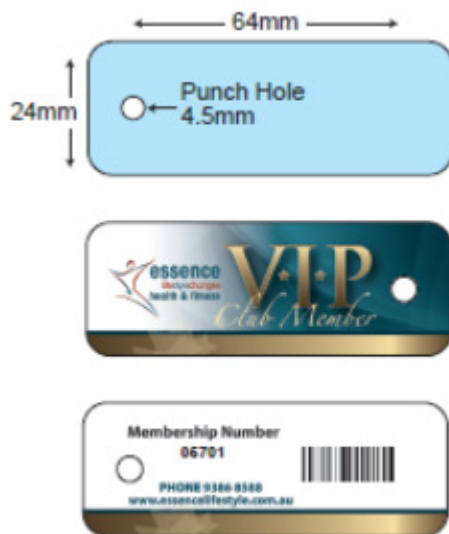 64mm
24mm
Punch Hole
4.5mm
essence
lifestylechanges
health & fitness
V·I·P
Club Member
Membership Number
06701
PHONE 9386 8588
www.essencelifestyle.com.au